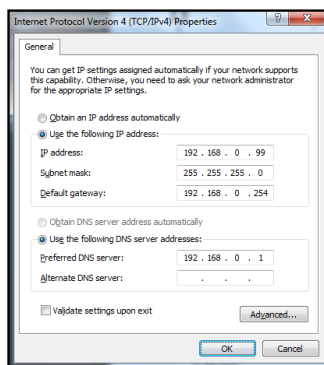 Internet Protocol Version 4 (TCP/IPv4) Properties
General
You can get IP settings assigned automatically if your network supports
this capability. Otherwise, you need to ask your network administrator
for the appropriate IP settings.
Obtain an IP address automatically
Use the following IP address:
IP address: 192 . 168 . 0 . 99
Subnet mask: 255 . 255 . 255 . 0
Default gateway: 192 . 168 . 0 . 254
Obtain DNS server address automatically
Use the following DNS server addresses:
Preferred DNS server: 192 . 168 . 0 . 1
Alternate DNS server: . . .
Validate settings upon exit
Advanced...
OK Cancel